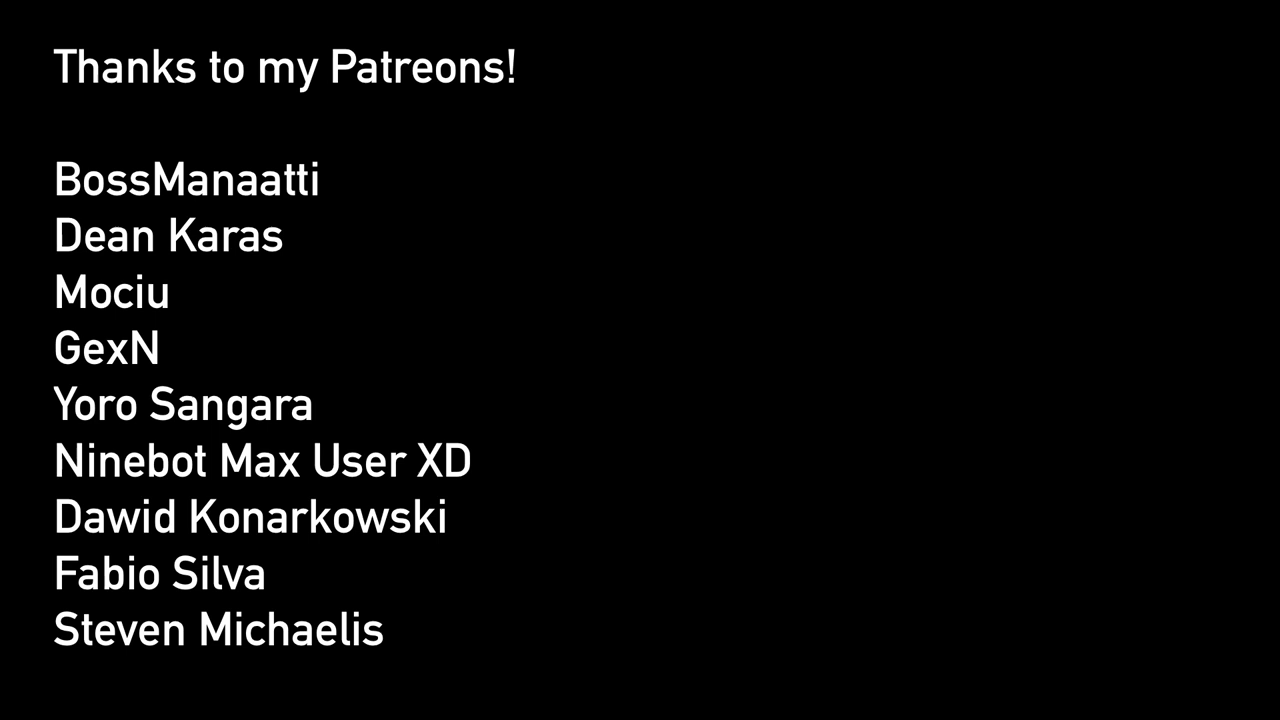 Thanks to my Patreons!
BossManaatti
Dean Karas
Mociu
GexN
Yoro Sangara
Ninebot Max User XD
Dawid Konarkowski
Fabio Silva
Steven Michaelis